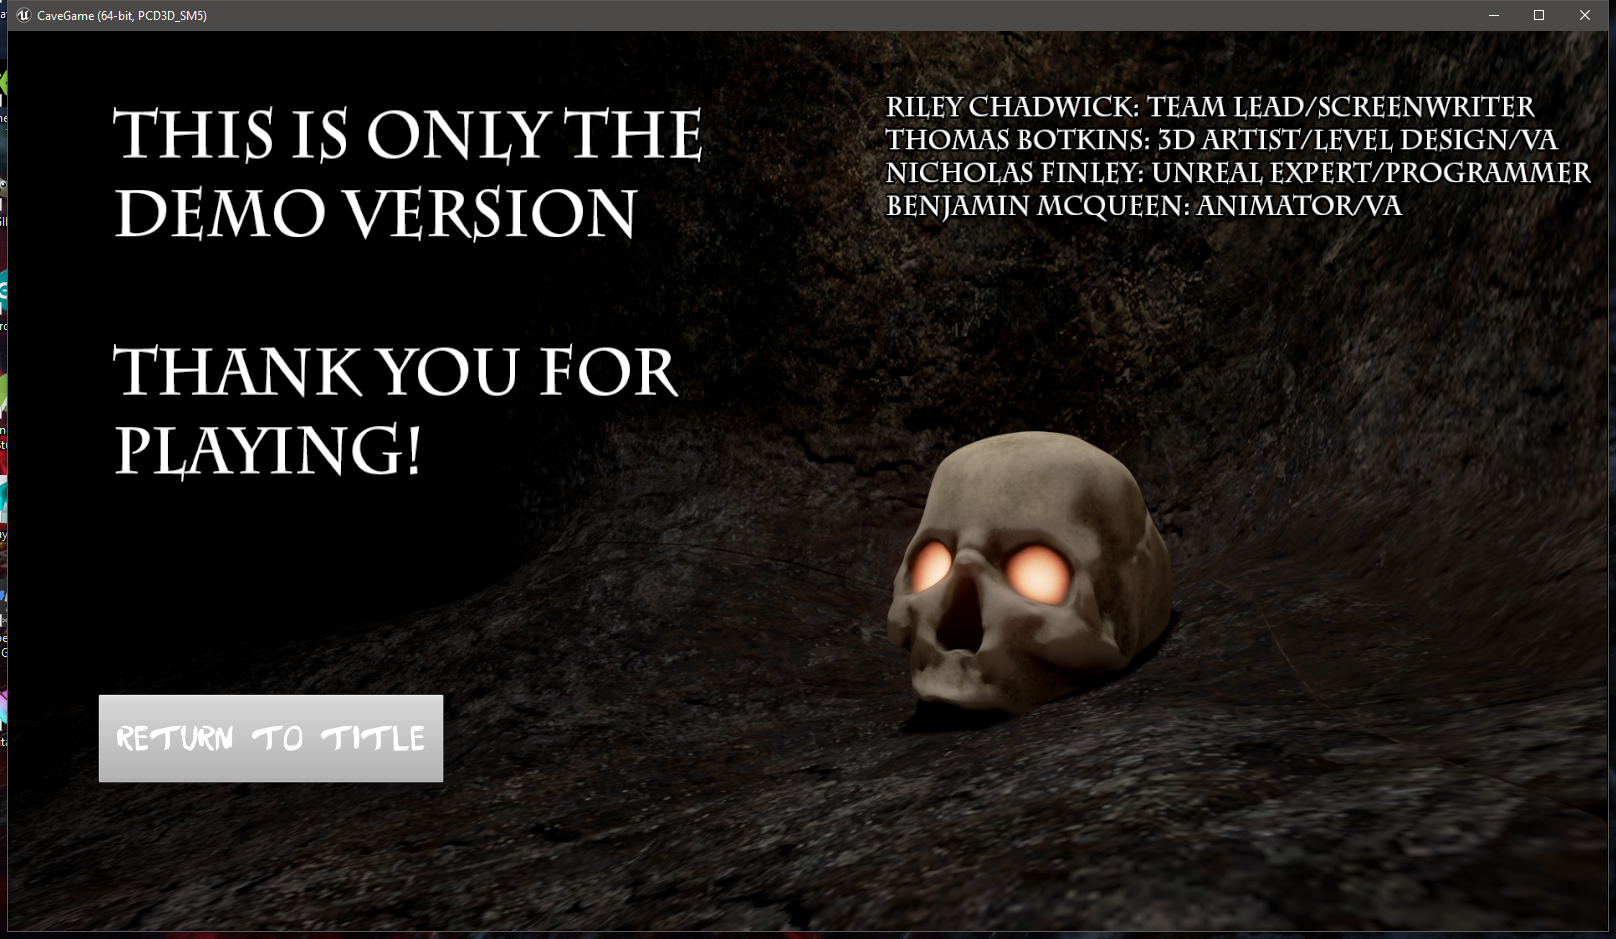 CaveGame (64-bit, PCD3D_SM5)
THIS IS ONLY THE
DEMO VERSION
THANK YOU FOR
PLAYING!
RILEY CHADWICK: TEAM LEAD/SCREENWRITER
THOMAS BOTKINS: 3D ARTIST/LEVEL DESIGN/VA
NICHOLAS FINLEY: UNREAL EXPERT/PROGRAMMER
BENJAMIN MCQUEEN: ANIMATOR/VA
RETURN TO TITLE